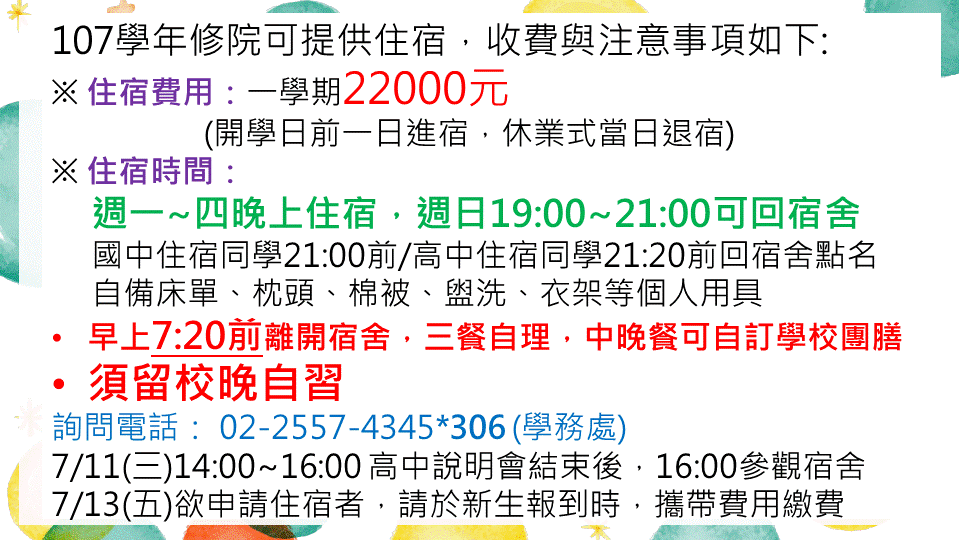 107學年修院可提供住宿，收費與注意事項如下:
※ 住宿費用：一學期22000元
(開學日前一日進宿，休業式當日退宿)
※ 住宿時間：
週一~四晚上住宿，週日19:00~21:00可回宿舍
國中住宿同學21:00前/高中住宿同學21:20前回宿舍點名
自備床單、枕頭、棉被、盥洗、衣架等個人用具
• 早上7:20前離開宿舍，三餐自理，中晚餐可自訂學校團膳
• 須留校晚自習
詢問電話： 02-2557-4345*306 (學務處)
7/11(三)14:00~16:00 高中說明會結束後，16:00參觀宿舍
7/13(五)欲申請住宿者，請於新生報到時，攜帶費用繳費